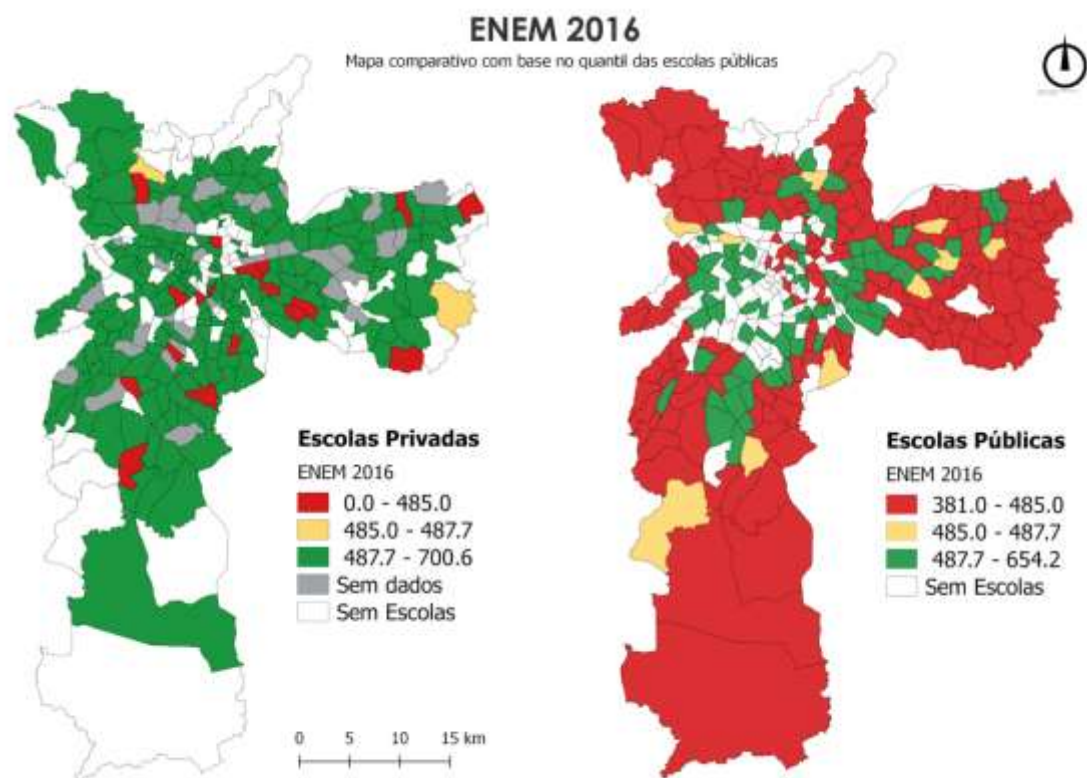 ENEM 2016
Mapa comparativo com base no quantil das escolas públicas
Escolas Privadas
ENEM 2016
0.0 - 485.0
485.0 - 487.7
487.7 - 700.6
Sem dados
Sem Escolas
0 5 10 15 km
Escolas Públicas
ENEM 2016
381.0 - 485.0
485.0 - 487.7
487.7 - 654.2
Sem Escolas